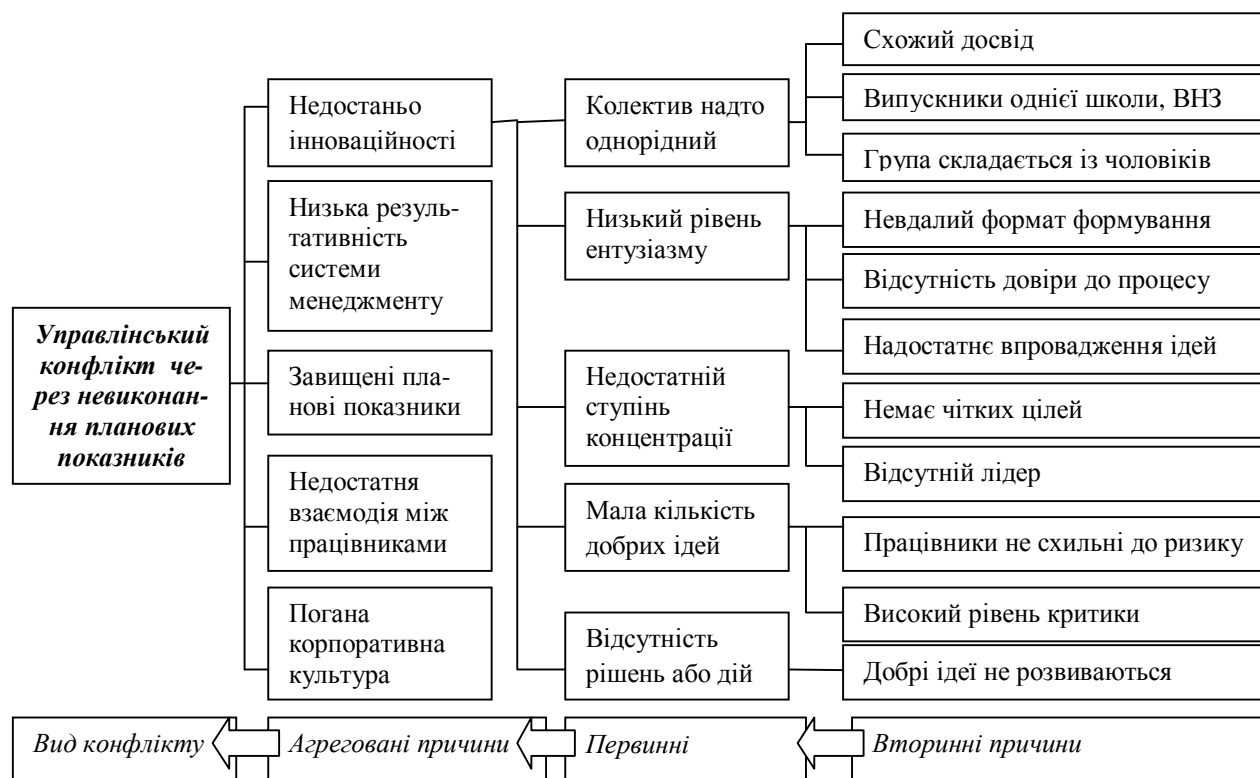 Управлінський
конфлікт че-
рез невиконан-
ня планових
показників
Недостаньо
інноваційності
Низька резуль-
тативність
системи
менеджменту
Завищені пла-
нові показники
Недостатня
взаємодія між
працівниками
Погана
корпоративна
культура
Колектив надто
однорідний
Низький рівень
ентузіазму
Недостатній
ступінь
концентрації
Мала кількість
добрих ідей
Відсутність
рішень або дій
Схожий досвід
Випускники однієї школи, ВНЗ
Група складається із чоловіків
Невдалий формат формування
Відсутність довіри до процесу
Надостатнє впровадження ідей
Немає чітких цілей
Відсутній лідер
Працівники не схильні до ризику
Високий рівень критики
Добрі ідеї не розвиваються
Вид конфлікту
Агреговані причини
Первинні
Вторинні причини